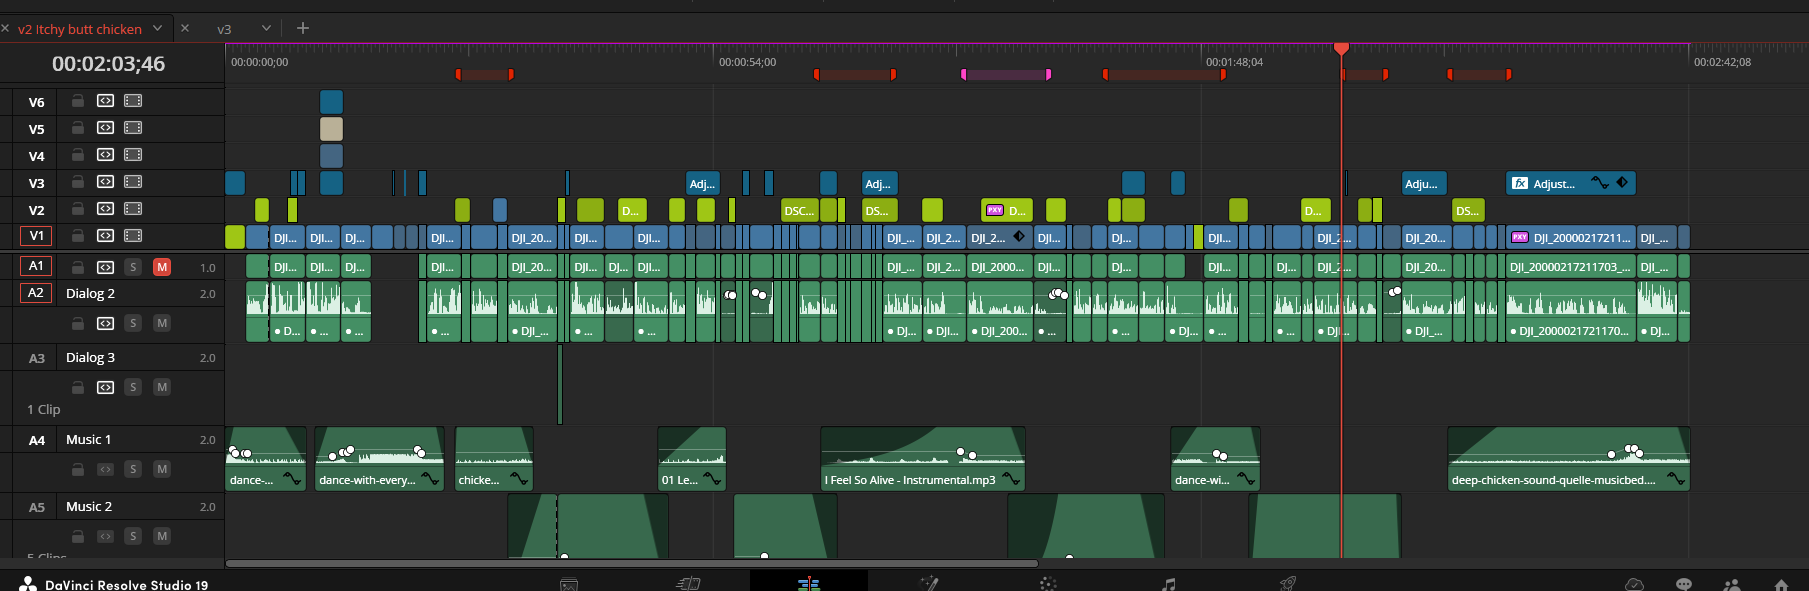 v2 Itchy butt chicken v3
00:02:03;46 00:00:00;00 00:00:54;00 00:01:48;04 00:02:42;08
V6
V5
V4
V3 Adj... Adj... Adju... fx Adjust...
V2 D... DSC... DS... PXY D... D... DS...
V1 DJI... DJI... DJ... DJI... DJI_20... DJI... DJI... DJI_... DJI_2... DJI_2... DJI... DJ... DJI... DJI_2... DJI_20... PXY DJI_20000217211... DJI_...
A1 S M 1.0 DJI... DJI... DJ... DJI... DJI_20... DJI... DJ... DJI... DJI_... DJI_2... DJI_2000... DJI... DJ... DJI... DJ... DJI_2... DJI_20... DJI_20000217211703_... DJI_...
A2 Dialog 2 2.0
S M D... ... ... ... DJI_... ... ... DJ... DJI_... DJI_200... ... ... DJ... ... ... DJI... DJI_... DJI_2000021721170... DJ...
A3 Dialog 3 2.0
S M
1 Clip
A4 Music 1 2.0
S M dance-... dance-with-every... chicke... 01 Le... I Feel So Alive - Instrumental.mp3 dance-wi... deep-chicken-sound-quelle-musicbed....
A5 Music 2 2.0
S M
5 Clips
DaVinci Resolve Studio 19